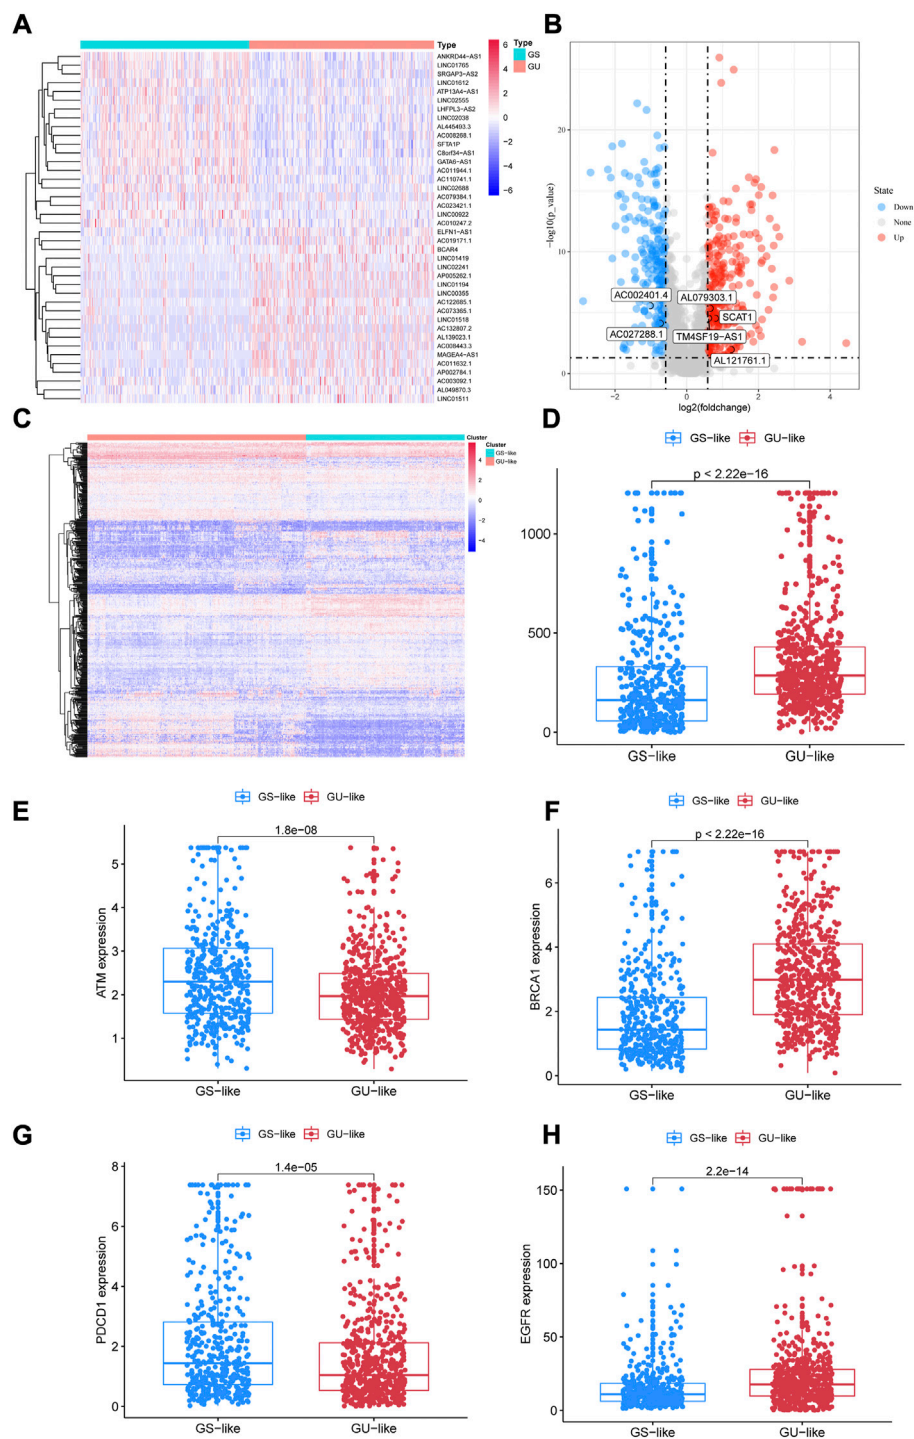 A
Type
Type
GS
GU
6
4
2
0
−2
−4
−6
ANKRD44−AS1
LINC01765
SRGAP3−AS2
LINC01612
ATP13A4−AS1
LINC02555
LHFPL3−AS2
LINC02038
AL445493.3
AC008268.1
SFTA1P
C8orf34−AS1
GATA6−AS1
AC011944.1
AC110741.1
LINC02688
AC079384.1
AC023421.1
LINC00922
AC010247.2
ELFN1−AS1
AC019171.1
BCAR4
LINC01419
LINC02241
AP005262.1
LINC01194
LINC00355
AC122685.1
AC073365.1
LINC01518
AC132807.2
AL139023.1
AC008443.3
MAGEA4−AS1
AC011632.1
AP002784.1
AC003092.1
AL049870.3
LINC01511
B
−log10(p_value)
20
10
0
AC002401.4
AL079303.1
SCAT1
AC027288.1
TM4SF19−AS1
AL121761.1
−2
0
2
4
log2(foldchange)
State
Down
None
Up
C
Cluster
Cluster
GS−like
GU−like
4
2
0
−2
−4
D
GS−like
GU−like
p < 2.22e−16
1000
500
0
GS−like
GU−like
E
GS−like
GU−like
1.8e−08
ATM expression
5
4
3
2
1
GS−like
GU−like
F
GS−like
GU−like
p < 2.22e−16
BRCA1 expression
6
4
2
0
GS−like
GU−like
G
GS−like
GU−like
1.4e−05
PDCD1 expression
8
6
4
2
0
GS−like
GU−like
H
GS−like
GU−like
2.2e−14
EGFR expression
150
100
50
0
GS−like
GU−like